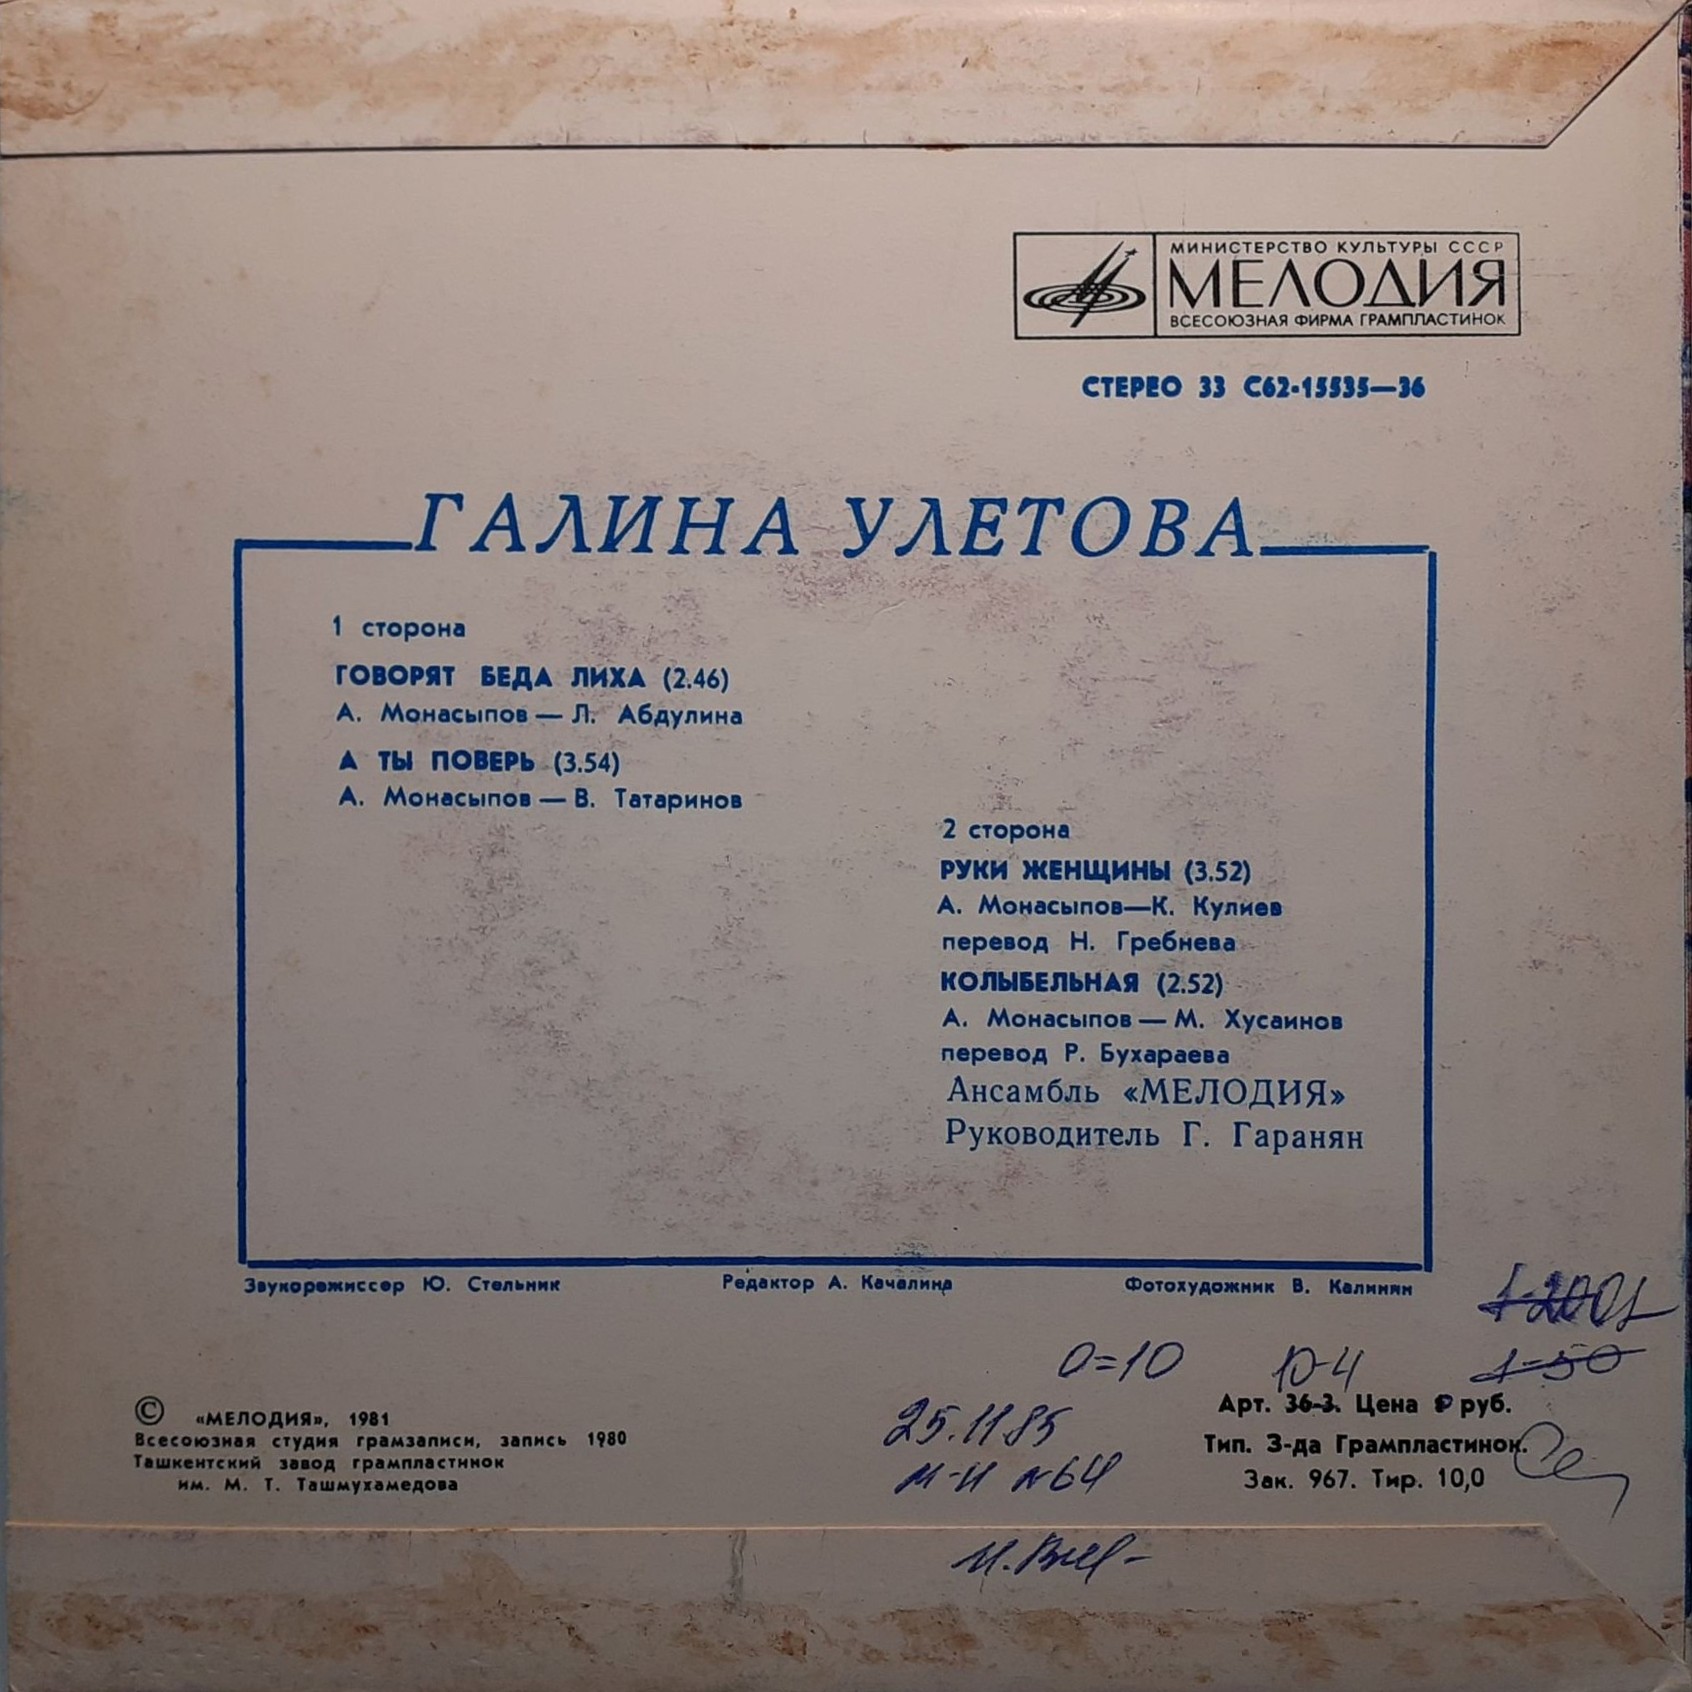 МИНИСТЕРСТВО КУЛЬТУРЫ СССР
МЕЛОДИЯ
ВСЕСОЮЗНАЯ ФИРМА ГРАМПЛАСТИНОК
СТЕРЕО 33 С62-15535—36
ГАЛИНА УЛЕТОВА
1 сторона
ГОВОРЯТ БЕДА ЛИХА (2.46)
А. Монасыпов — Л. Абдулина
А ТЫ ПОВЕРЬ (3.54)
А. Монасыпов — В. Татаринов
2 сторона
РУКИ ЖЕНЩИНЫ (3.52)
А. Монасыпов—К. Кулиев
перевод Н. Гребнева
КОЛЫБЕЛЬНАЯ (2.52)
А. Монасыпов — М. Хусаинов
перевод Р. Бухараева
Ансамбль «МЕЛОДИЯ»
Руководитель Г. Гаранян
Звукорежиссер Ю. Стельник
Редактор А. Качалина
Фотохудожник В. Калинян
1-50
0=10
10-4
© «МЕЛОДИЯ», 1981
Всесоюзная студия грамзаписи, запись 1980
Ташкентский завод грампластинок
им. М. Т. Ташмухамедова
25.11 85
м-н №64
Арт. 36-3. Цена руб.
Тип. З-да Грампластинок.
Зак. 967. Тир. 10,0